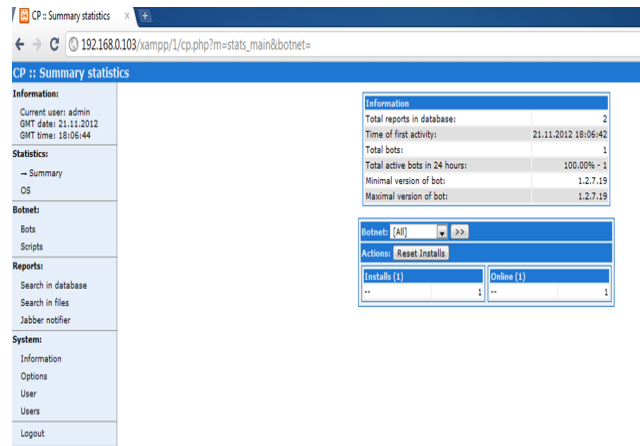 CP :: Summary statistics
192.168.0.103/xampp/1/cp.php?m=stats_main&botnet=
CP :: Summary statistics
Information:
Current user: admin
GMT date: 21.11.2012
GMT time: 18:06:44
Statistics:
→ Summary
OS
Botnet:
Bots
Scripts
Reports:
Search in database
Search in files
Jabber notifier
System:
Information
Options
User
Users
Logout
Information
Total reports in database: 2
Time of first activity: 21.11.2012 18:06:42
Total bots: 1
Total active bots in 24 hours: 100.00% - 1
Minimal version of bot: 1.2.7.19
Maximal version of bot: 1.2.7.19
Botnet: [All] >>
Actions: Reset Installs
Installs (1) Online (1)
-- 1 -- 1